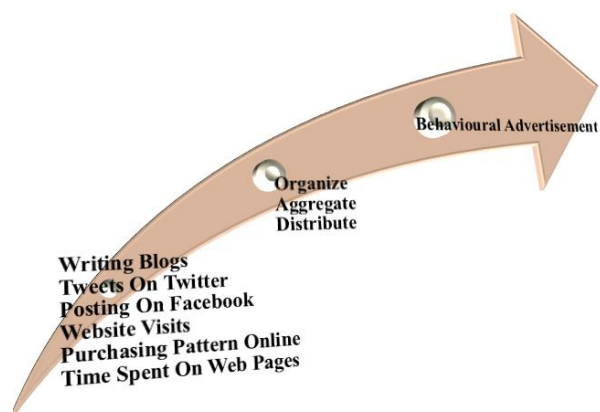 Behavioural Advertisement
Organize
Aggregate
Distribute
Writing Blogs
Tweets On Twitter
Posting On Facebook
Website Visits
Purchasing Pattern Online
Time Spent On Web Pages